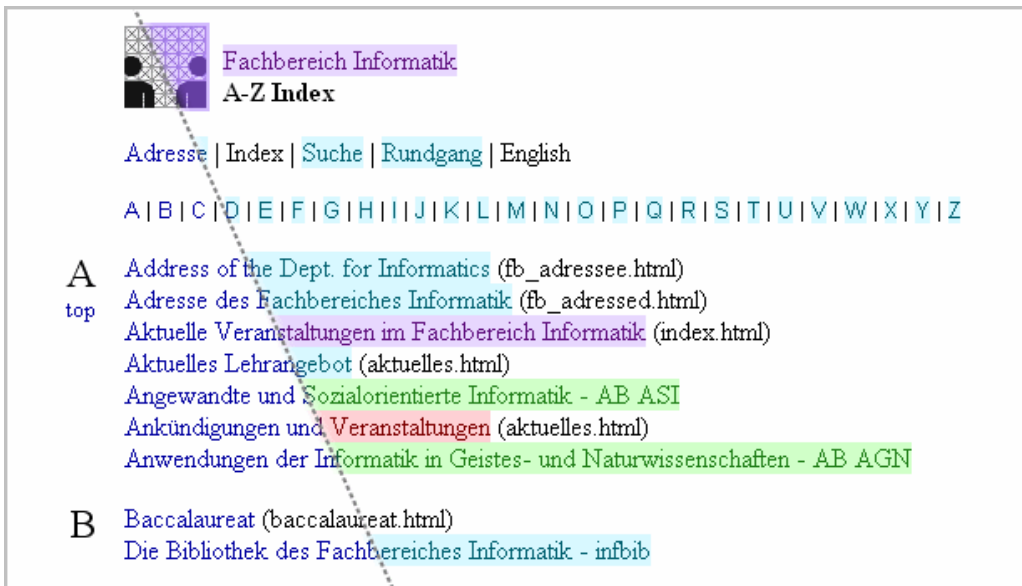 Fachbereich Informatik
A-Z Index
Adresse | Index | Suche | Rundgang | English
A | B | C | D | E | F | G | H | I | J | K | L | M | N | O | P | Q | R | S | T | U | V | W | X | Y | Z
A Address of the Dept. for Informatics (fb_adressee.html)
top Adresse des Fachbereiches Informatik (fb_adressed.html)
Aktuelle Veranstaltungen im Fachbereich Informatik (index.html)
Aktuelles Lehrangebot (aktuelles.html)
Angewandte und Sozialorientierte Informatik - AB ASI
Ankündigungen und Veranstaltungen (aktuelles.html)
Anwendungen der Informatik in Geistes- und Naturwissenschaften - AB AGN
B Baccalaureat (baccalaureat.html)
Die Bibliothek des Fachbereiches Informatik - infbib